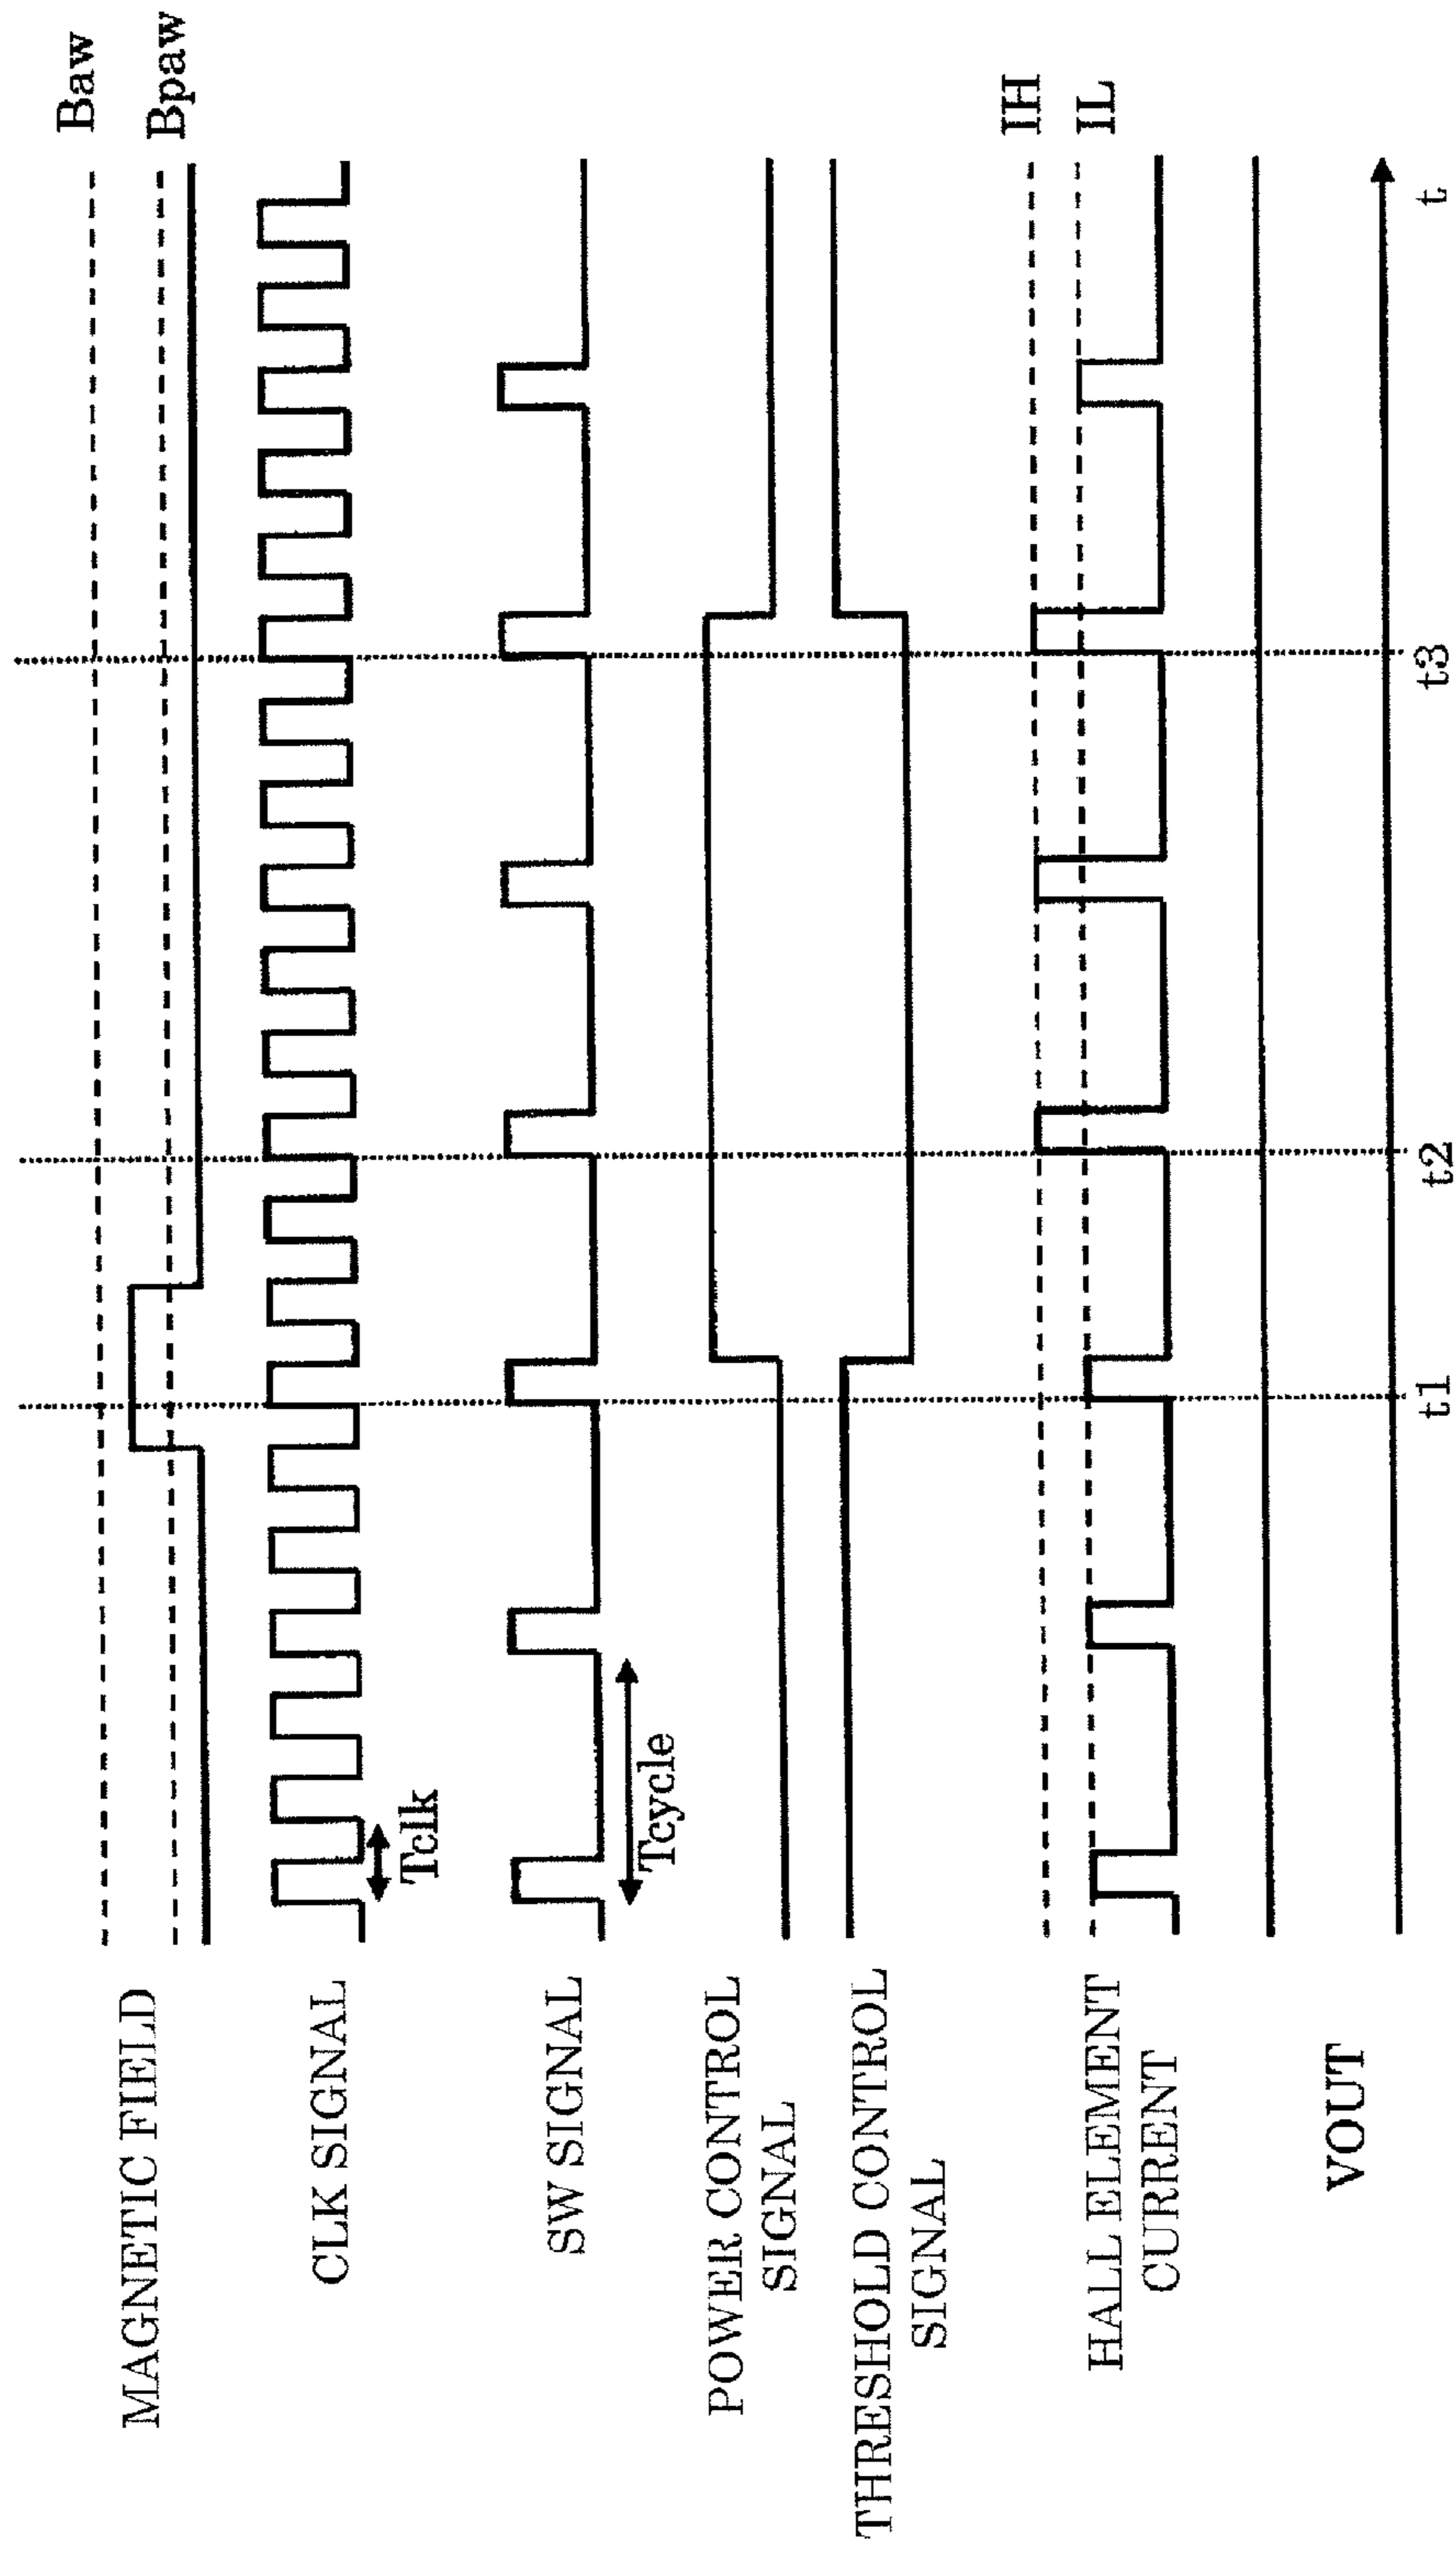 MAGNETIC FIELD
Baw
Bpaw
CLK SIGNAL
Tclk
SW SIGNAL
Tcycle
POWER CONTROL
SIGNAL
THRESHOLD CONTROL
SIGNAL
HALL ELEMENT
CURRENT
IH
IL
VOUT
t1
t2
t3
t